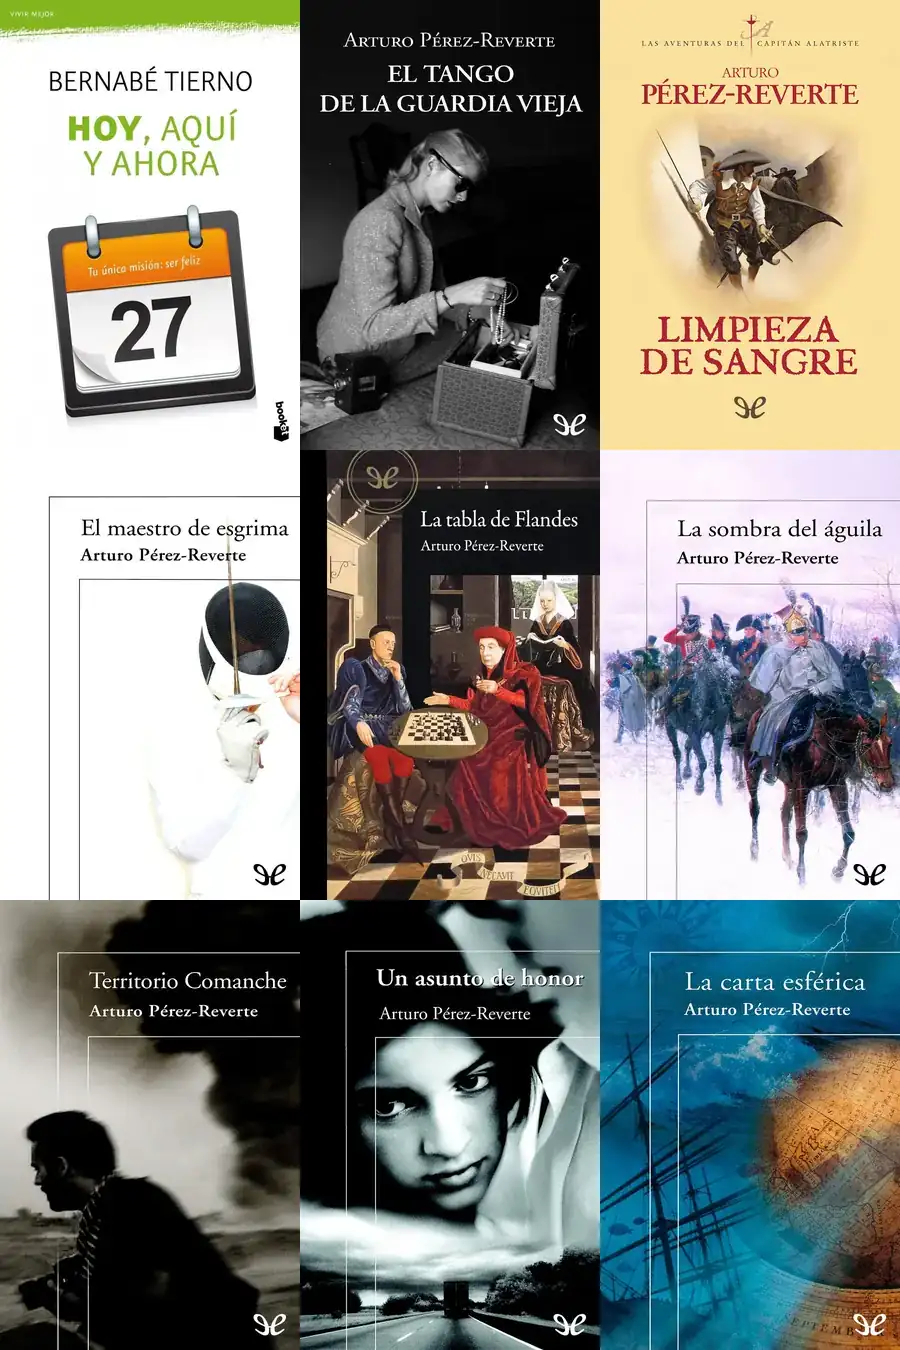 VIVIR MEJOR
BERNABÉ TIERNO
HOY, AQUÍ
Y AHORA
Tu única misión: ser feliz
27
booket
ARTURO PÉREZ-REVERTE
EL TANGO
DE LA GUARDIA VIEJA
LAS AVENTURAS DEL CAPITÁN ALATRISTE
ARTURO
PÉREZ-REVERTE
LIMPIEZA
DE SANGRE
El maestro de esgrima
Arturo Pérez-Reverte
La tabla de Flandes
Arturo Pérez-Reverte
QVIS
NECAVIT
EQVITEM
La sombra del águila
Arturo Pérez-Reverte
Territorio Comanche
Arturo Pérez-Reverte
Un asunto de honor
Arturo Pérez-Reverte
La carta esférica
Arturo Pérez-Reverte